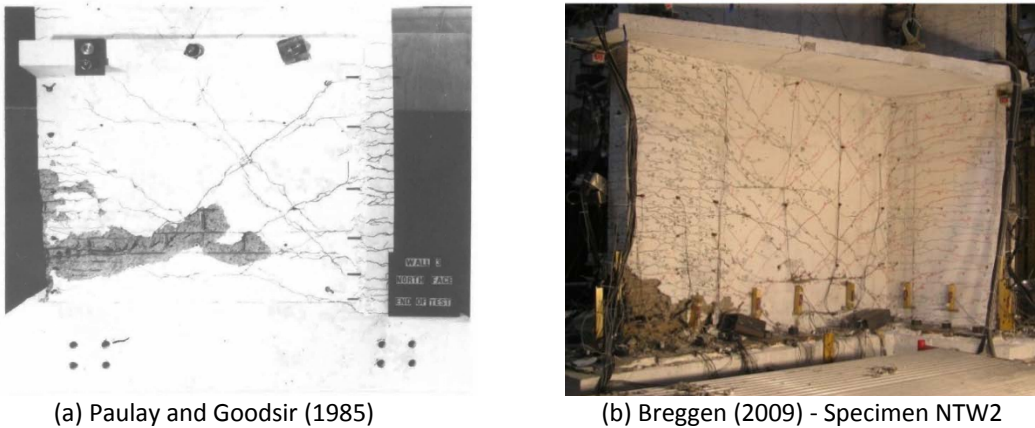 WALL 3
NORTH FACE
END OF TEST
(a) Paulay and Goodsir (1985)
(b) Breggen (2009) - Specimen NTW2